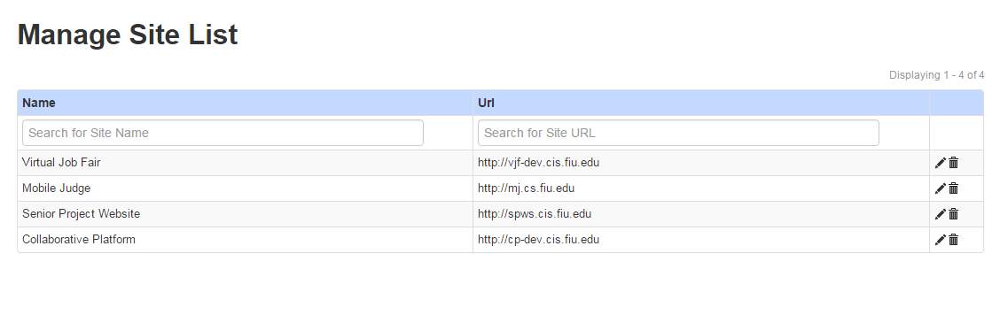 Manage Site List
Displaying 1 - 4 of 4
Name Url
Search for Site Name Search for Site URL
Virtual Job Fair http://vjf-dev.cis.fiu.edu
Mobile Judge http://mj.cs.fiu.edu
Senior Project Website http://spws.cis.fiu.edu
Collaborative Platform http://cp-dev.cis.fiu.edu